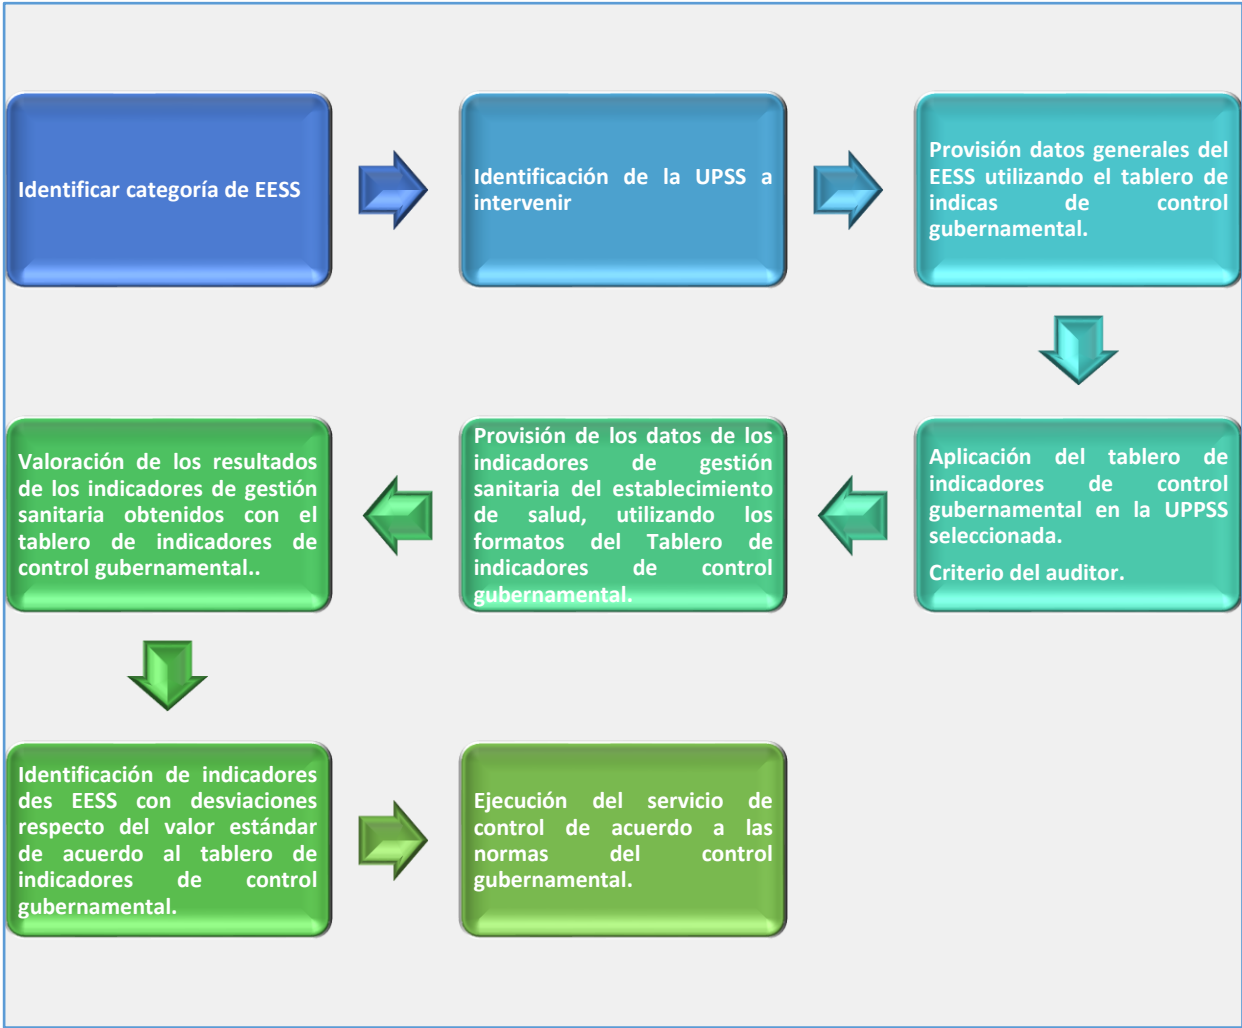 Identificar categoría de EESS
Identificación de la UPSS a
intervenir
Provisión datos generales del
EESS utilizando el tablero de
indicas de control
gubernamental.
Aplicación del tablero de
indicadores de control
gubernamental en la UPPSS
seleccionada.
Criterio del auditor.
Provisión de los datos de los
indicadores de gestión
sanitaria del establecimiento
de salud, utilizando los
formatos del Tablero de
indicadores de control
gubernamental.
Valoración de los resultados
de los indicadores de gestión
sanitaria obtenidos con el
tablero de indicadores de
control gubernamental..
Identificación de indicadores
des EESS con desviaciones
respecto del valor estándar
de acuerdo al tablero de
indicadores de control
gubernamental.
Ejecución del servicio de
control de acuerdo a las
normas del control
gubernamental.